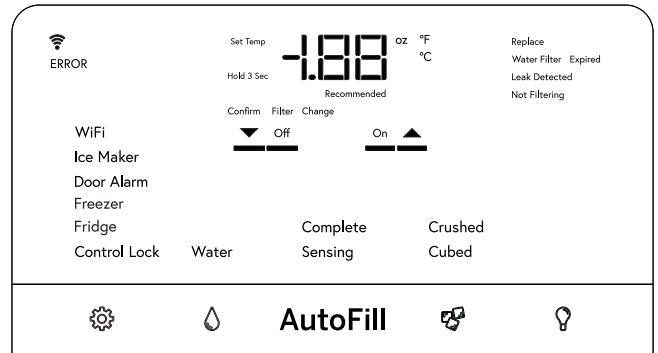 Set Temp
-1.88 oz °F
°C
ERROR
Hold 3 Sec
Recommended
Confirm Filter Change
Replace
Water Filter Expired
Leak Detected
Not Filtering
Off On
WiFi
Ice Maker
Door Alarm
Freezer
Fridge Complete Crushed
Control Lock Water Sensing Cubed
AutoFill